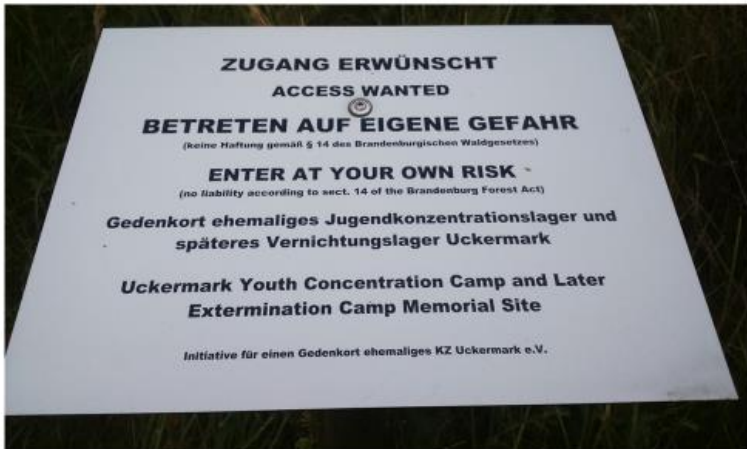 ZUGANG ERWÜNSCHT
ACCESS WANTED
BETRETEN AUF EIGENE GEFAHR
(keine Haftung gemäß § 14 des Brandenburgischen Waldgesetzes)
ENTER AT YOUR OWN RISK
(no liability according to sect. 14 of the Brandenburg Forest Act)
Gedenkort ehemaliges Jugendkonzentrationslager und
späteres Vernichtungslager Uckermark
Uckermark Youth Concentration Camp and Later
Extermination Camp Memorial Site
Initiative für einen Gedenkort ehemaliges KZ Uckermark e.V.